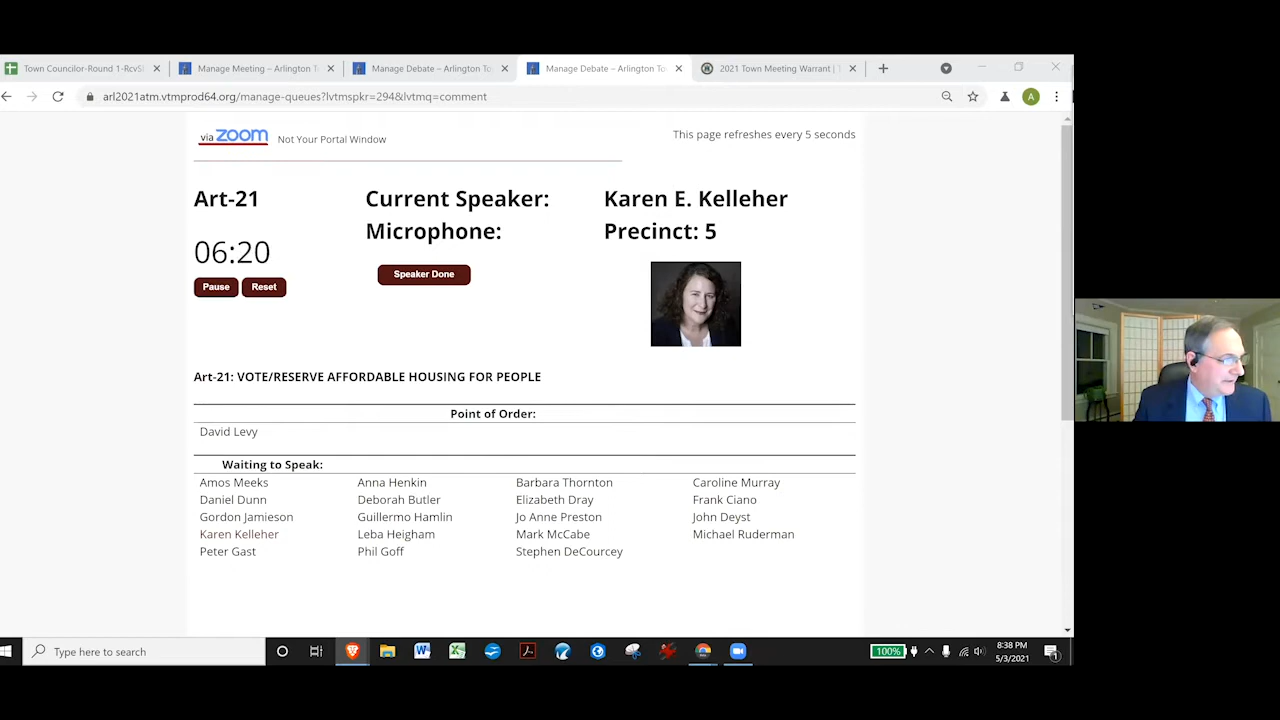 Town Councilor-Round 1-RcvS
Manage Meeting – Arlington T
Manage Debate – Arlington To
Manage Debate – Arlington To
2021 Town Meeting Warrant | T
arl2021atm.vtmprod64.org/manage-queues?lvtmspkr=294&lvtmq=comment
A
via zoom Not Your Portal Window
This page refreshes every 5 seconds
Art-21
Current Speaker:
Karen E. Kelleher
Microphone:
Precinct: 5
06:20
Speaker Done
Pause
Reset
Art-21: VOTE/RESERVE AFFORDABLE HOUSING FOR PEOPLE
Point of Order:
David Levy
Waiting to Speak:
Amos Meeks Anna Henkin Barbara Thornton Caroline Murray
Daniel Dunn Deborah Butler Elizabeth Dray Frank Ciano
Gordon Jamieson Guillermo Hamlin Jo Anne Preston John Deyst
Karen Kelleher Leba Heigham Mark McCabe Michael Ruderman
Peter Gast Phil Goff Stephen DeCourcey
Type here to search
100%
8:38 PM
5/3/2021
1